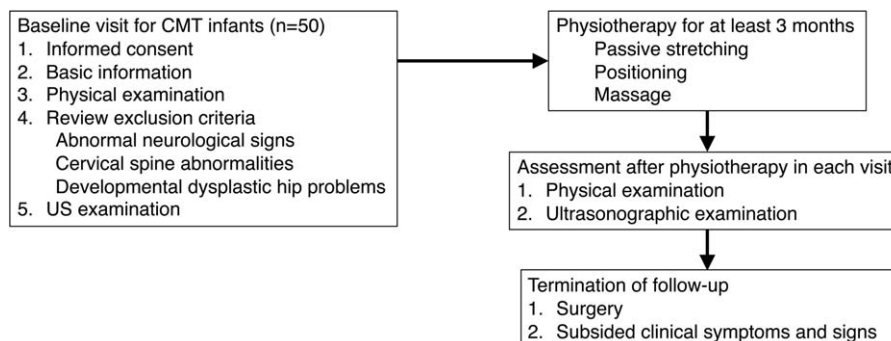 Baseline visit for CMT infants (n=50)
1. Informed consent
2. Basic information
3. Physical examination
4. Review exclusion criteria
Abnormal neurological signs
Cervical spine abnormalities
Developmental dysplastic hip problems
5. US examination
Physiotherapy for at least 3 months
Passive stretching
Positioning
Massage
Assessment after physiotherapy in each visit
1. Physical examination
2. Ultrasonographic examination
Termination of follow-up
1. Surgery
2. Subsided clinical symptoms and signs